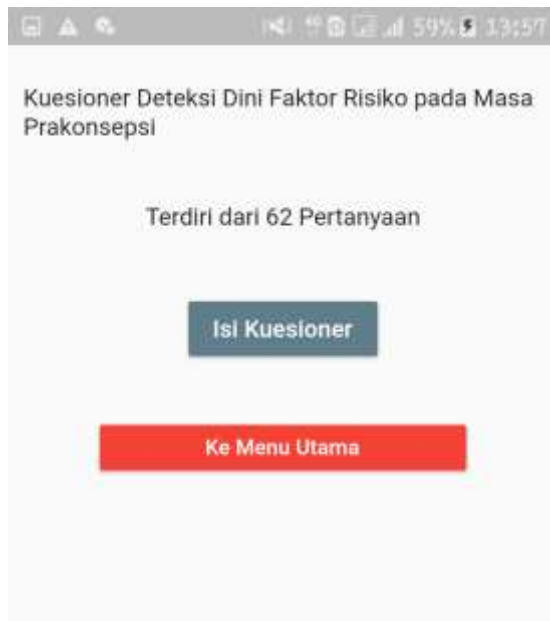 59% 13:57
Kuesioner Deteksi Dini Faktor Risiko pada Masa
Prakonsepsi
Terdiri dari 62 Pertanyaan
Isi Kuesioner
Ke Menu Utama